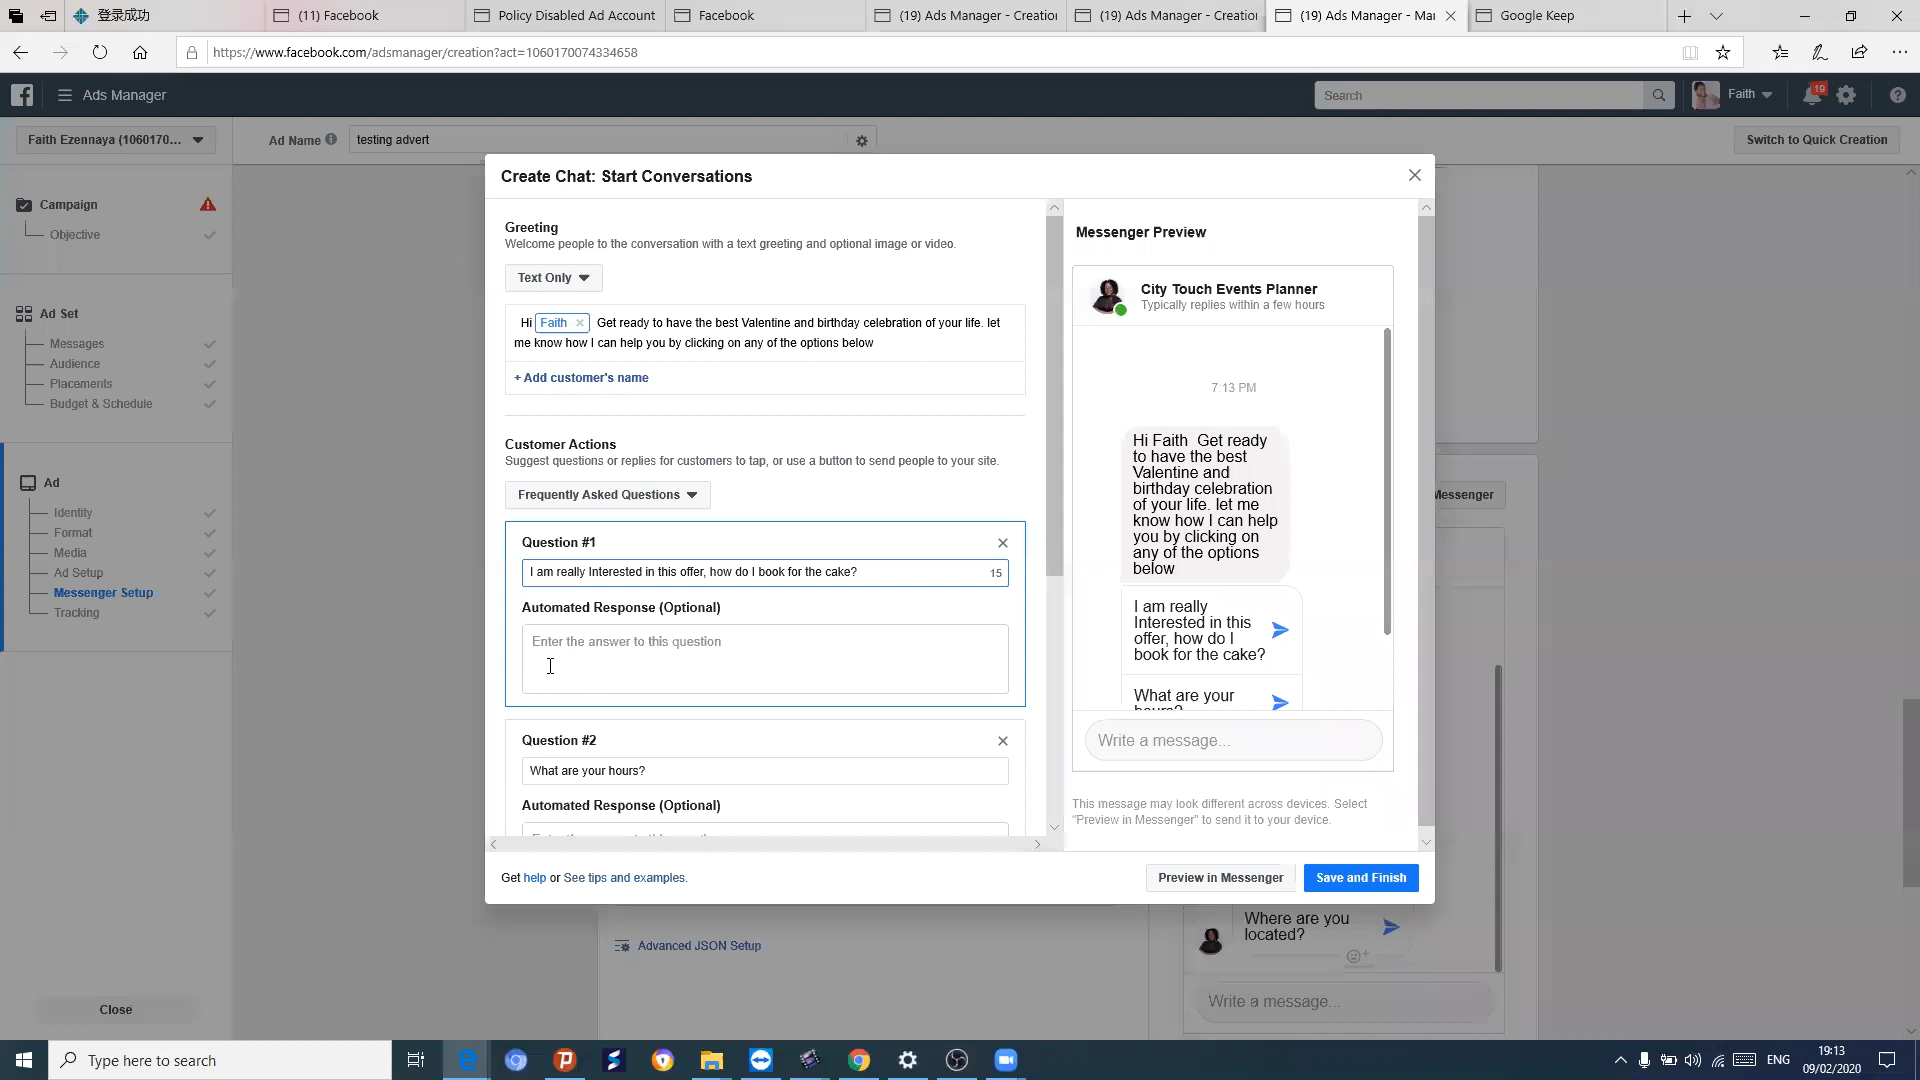 登录成功
(11) Facebook
Policy Disabled Ad Account
Facebook
(19) Ads Manager - Creation
(19) Ads Manager - Creation
(19) Ads Manager - Mar
Google Keep
https://www.facebook.com/adsmanager/creation?act=1060170074334658
Ads Manager
Search
Faith
19
Faith Ezennaya (1060170...
Ad Name
testing advert
Switch to Quick Creation
Campaign
Objective
Ad Set
Messages
Audience
Placements
Budget & Schedule
Ad
Identity
Format
Media
Ad Setup
Messenger Setup
Tracking
Close
Create Chat: Start Conversations
Greeting
Welcome people to the conversation with a text greeting and optional image or video.
Text Only
Hi Faith × Get ready to have the best Valentine and birthday celebration of your life. let
me know how I can help you by clicking on any of the options below
+ Add customer's name
Customer Actions
Suggest questions or replies for customers to tap, or use a button to send people to your site.
Frequently Asked Questions
Question #1
I am really Interested in this offer, how do I book for the cake?
15
Automated Response (Optional)
Enter the answer to this question
Question #2
What are your hours?
Automated Response (Optional)
Messenger Preview
City Touch Events Planner
Typically replies within a few hours
7:13 PM
Hi Faith Get ready
to have the best
Valentine and
birthday celebration
of your life. let me
know how I can help
you by clicking on
any of the options
below
I am really
Interested in this
offer, how do I
book for the cake?
What are your
hours?
Write a message...
This message may look different across devices. Select
"Preview in Messenger" to send it to your device.
Get help or See tips and examples.
Preview in Messenger
Save and Finish
Messenger
Where are you
located?
Write a message...
Advanced JSON Setup
Type here to search
ENG
19:13
09/02/2020